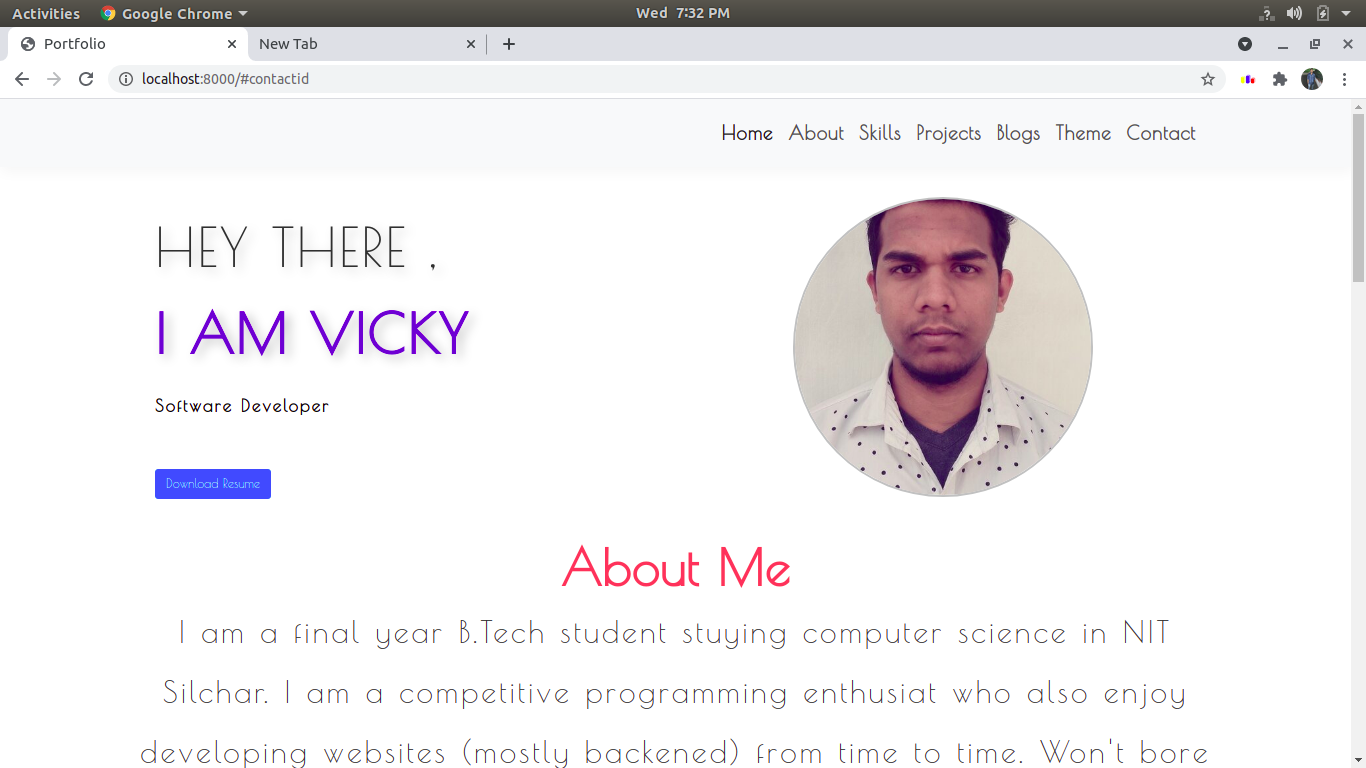 Activities Google Chrome Wed 7:32 PM
Portfolio New Tab
localhost:8000/#contactid
Home About Skills Projects Blogs Theme Contact
HEY THERE ,
I AM VICKY
Software Developer
Download Resume
About Me
I am a final year B.Tech student stuying computer science in NIT
Silchar. I am a competitive programming enthusiat who also enjoy
developing websites (mostly backened) from time to time. Won't bore